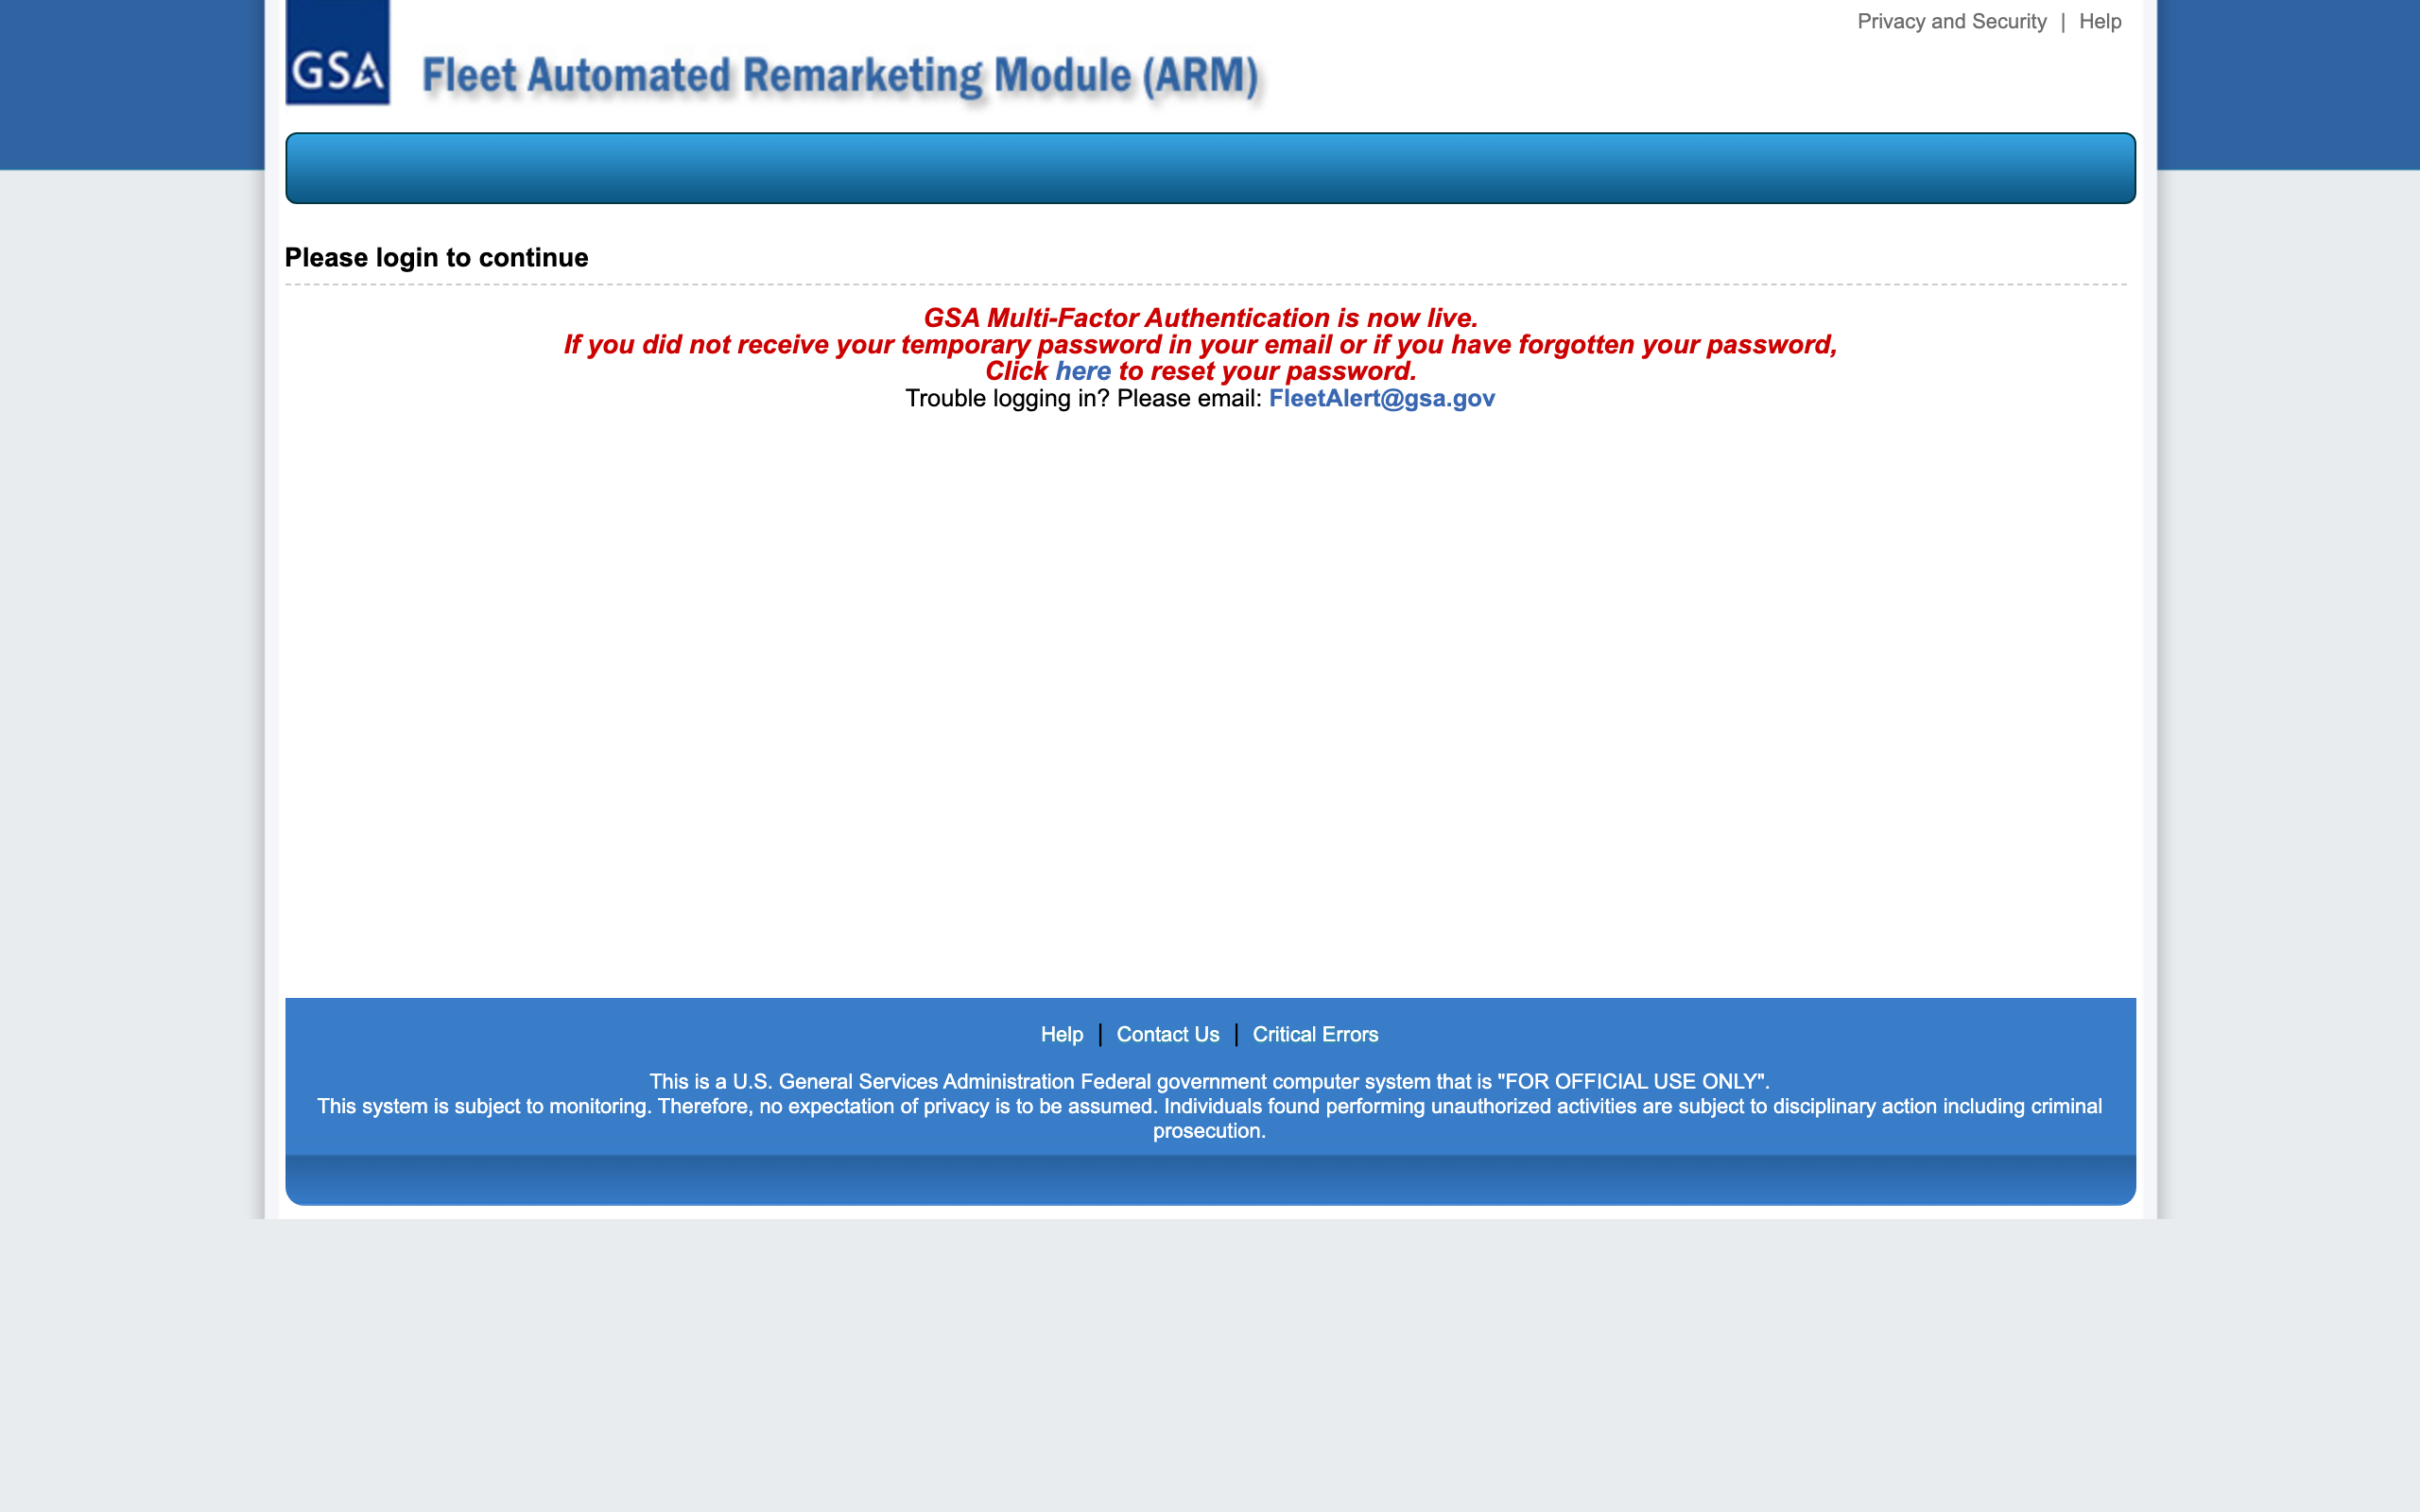 Privacy and Security | Help
GSA
Fleet Automated Remarketing Module (ARM)
Please login to continue
GSA Multi-Factor Authentication is now live.
If you did not receive your temporary password in your email or if you have forgotten your password,
Click here to reset your password.
Trouble logging in? Please email: FleetAlert@gsa.gov
Help | Contact Us | Critical Errors
This is a U.S. General Services Administration Federal government computer system that is "FOR OFFICIAL USE ONLY".
This system is subject to monitoring. Therefore, no expectation of privacy is to be assumed. Individuals found performing unauthorized activities are subject to disciplinary action including criminal
prosecution.